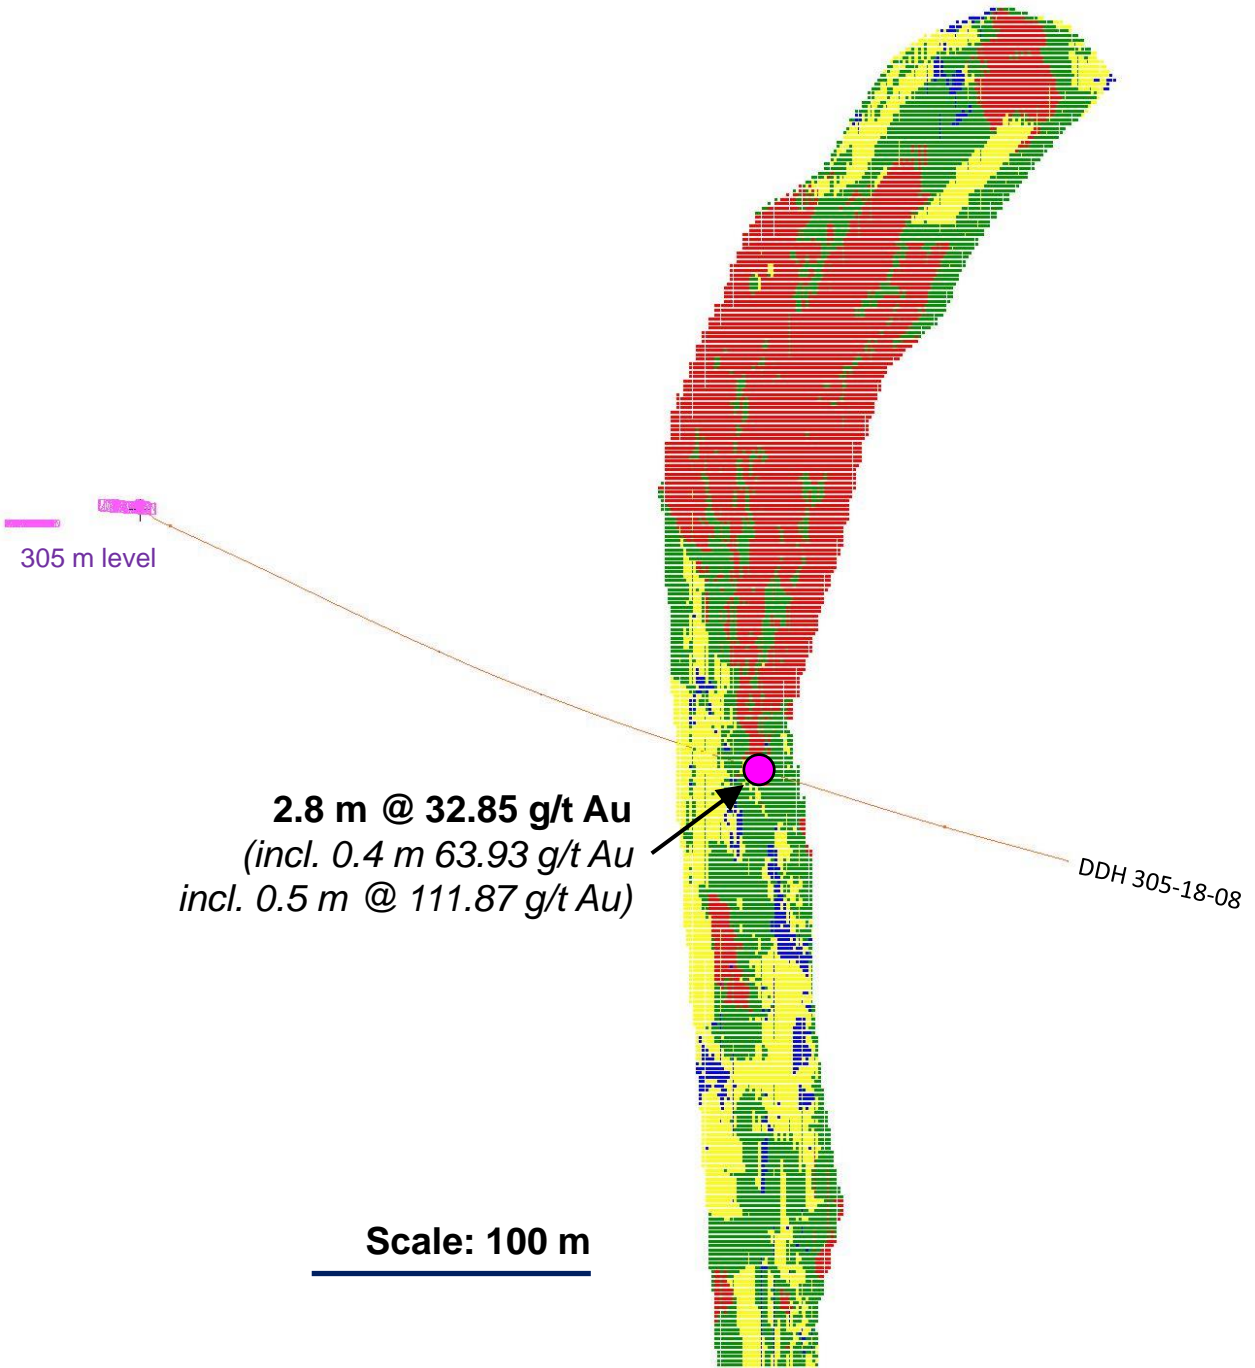 305 m level
2.8 m @ 32.85 g/t Au
(incl. 0.4 m 63.93 g/t Au
incl. 0.5 m @ 111.87 g/t Au)
DDH 305-18-08
Scale: 100 m